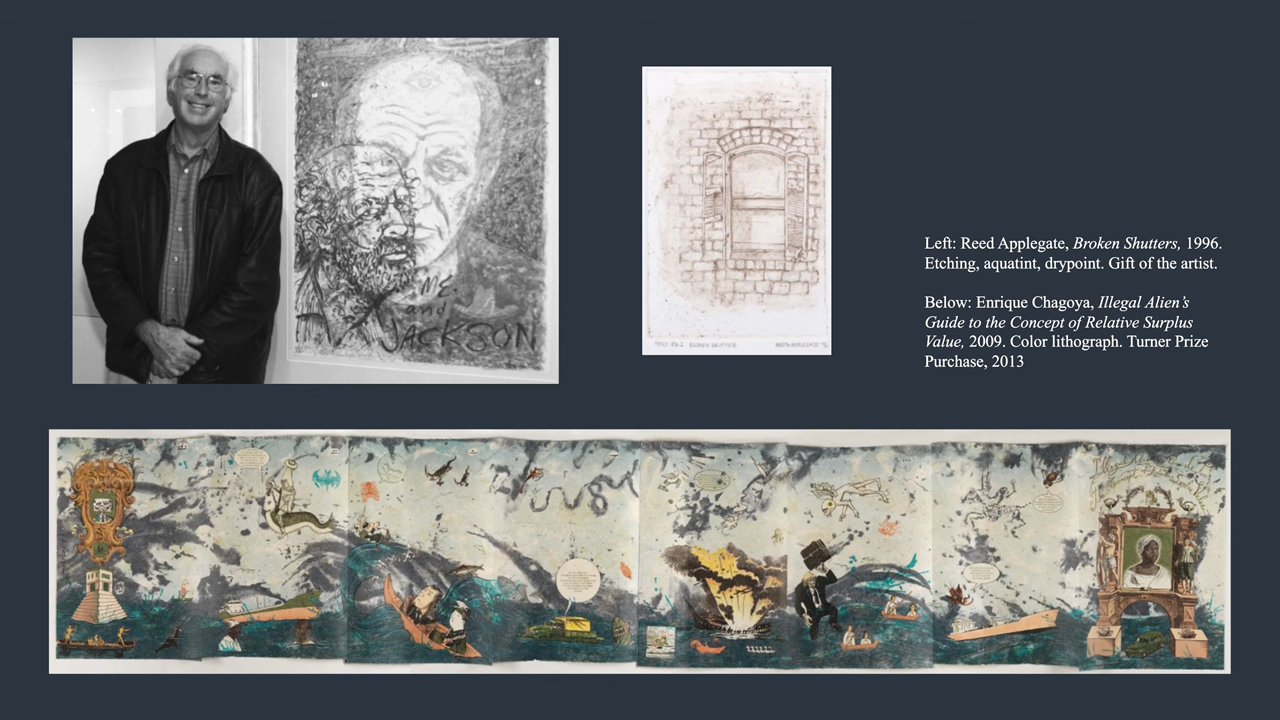 ME
and
JACKSON
Left: Reed Applegate, Broken Shutters, 1996.
Etching, aquatint, drypoint. Gift of the artist.
Below: Enrique Chagoya, Illegal Alien’s
Guide to the Concept of Relative Surplus
Value, 2009. Color lithograph. Turner Prize
Purchase, 2013